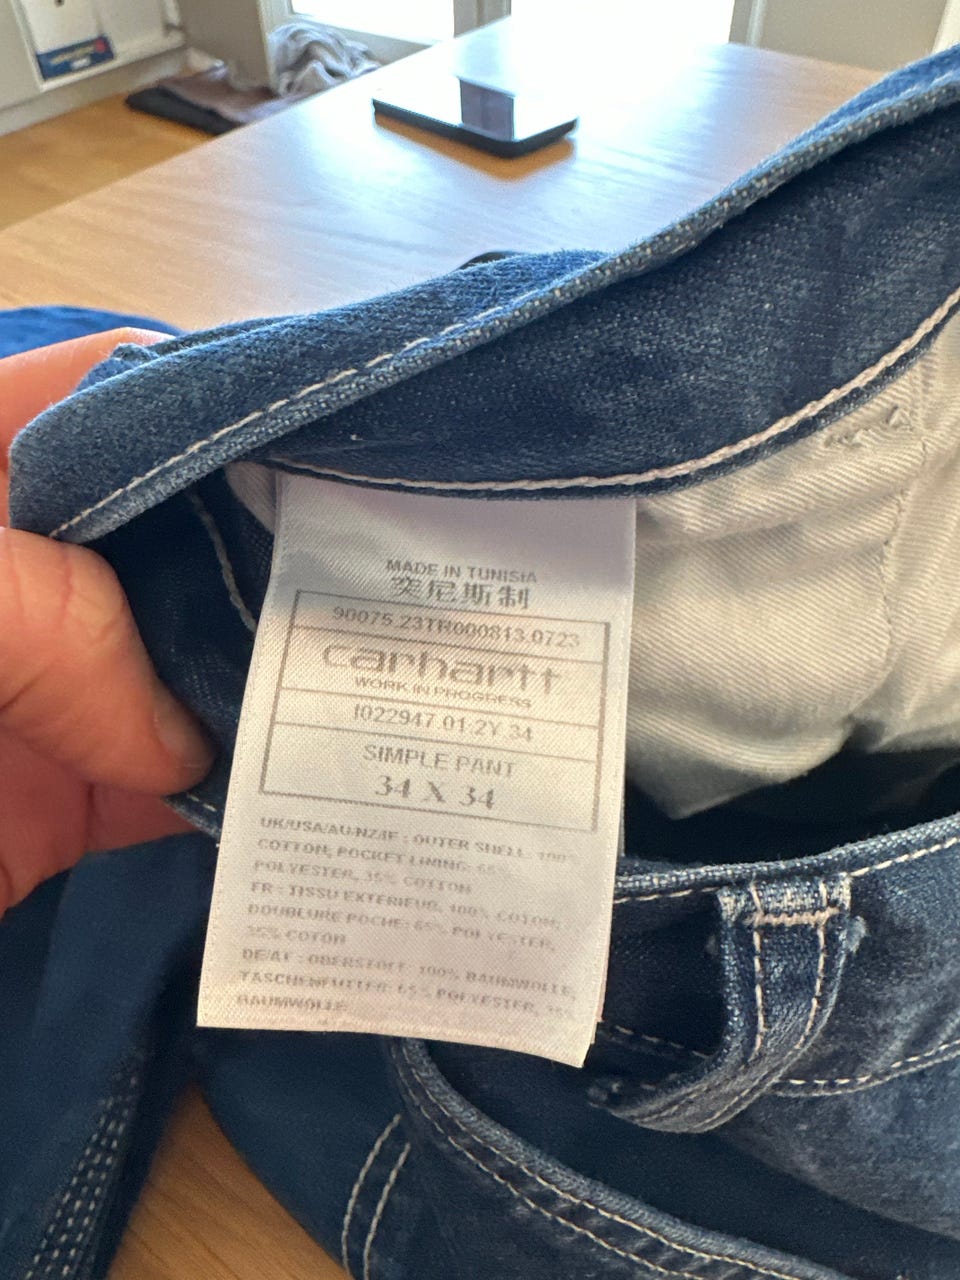 MADE IN TUNISIA
突尼斯制
90075.23TR000813.0723
carhartt
WORK IN PROGRESS
I022947.01.2Y 34
SIMPLE PANT
34 X 34
UK/USA/AU-NZ/IE : OUTER SHELL: 100%
COTTON, POCKET LINING: 65%
POLYESTER, 35% COTTON
FR : TISSU EXTERIEUR, 100% COTON,
DOUBLURE POCHE: 65% POLYESTER,
35% COTON
DE/AT : OBERSTOFF: 100% BAUMWOLLE,
TASCHENFUTTER: 65% POLYESTER, 35%
BAUMWOLLE